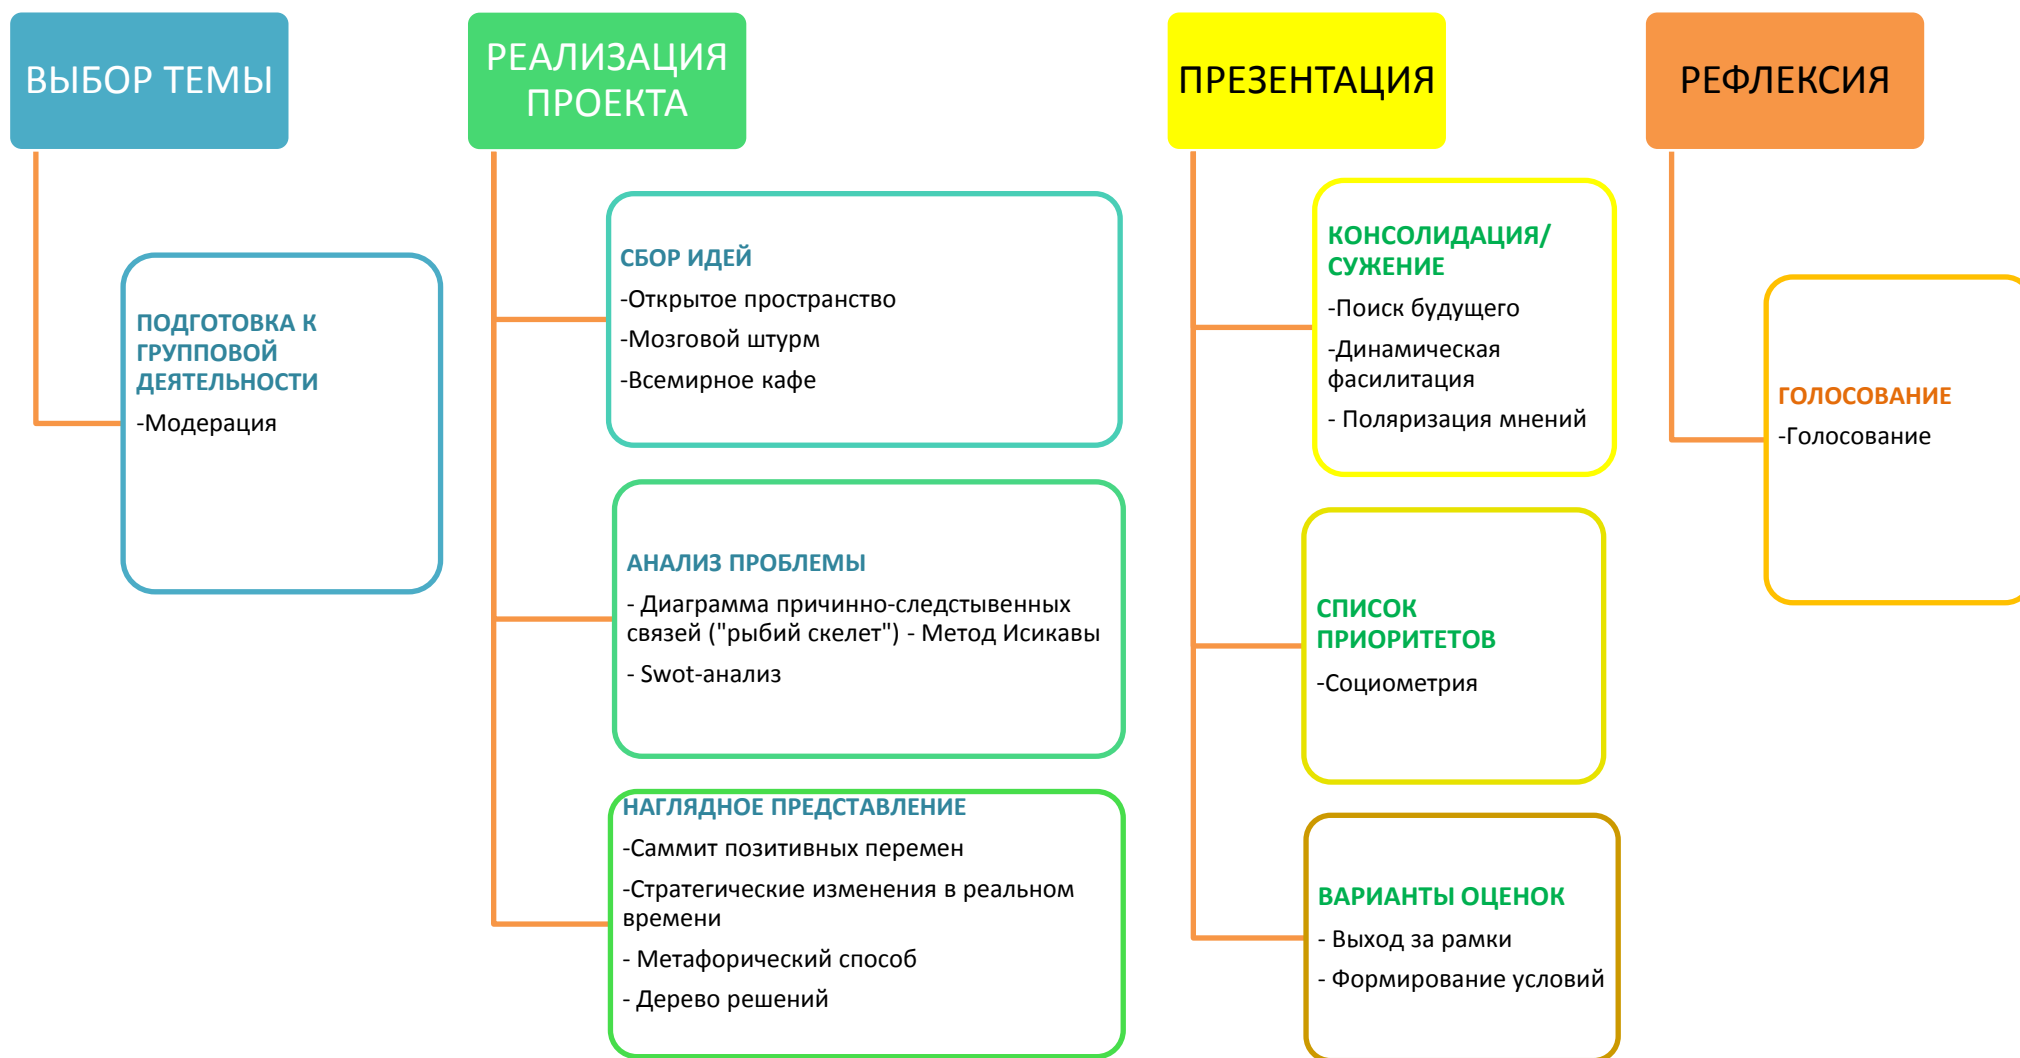 ВЫБОР ТЕМЫ
ПОДГОТОВКА К
ГРУППОВОЙ
ДЕЯТЕЛЬНОСТИ
-Модерация
РЕАЛИЗАЦИЯ
ПРОЕКТА
СБОР ИДЕЙ
-Открытое пространство
-Мозговой штурм
-Всемирное кафе
АНАЛИЗ ПРОБЛЕМЫ
- Диаграмма причинно-следстывенных
связей ("рыбий скелет") - Метод Исикавы
- Swot-анализ
НАГЛЯДНОЕ ПРЕДСТАВЛЕНИЕ
-Саммит позитивных перемен
-Стратегические изменения в реальном
времени
- Метафорический способ
- Дерево решений
ПРЕЗЕНТАЦИЯ
КОНСОЛИДАЦИЯ/
СУЖЕНИЕ
-Поиск будущего
-Динамическая
фасилитация
- Поляризация мнений
СПИСОК
ПРИОРИТЕТОВ
-Социометрия
ВАРИАНТЫ ОЦЕНОК
- Выход за рамки
- Формирование условий
РЕФЛЕКСИЯ
ГОЛОСОВАНИЕ
-Голосование